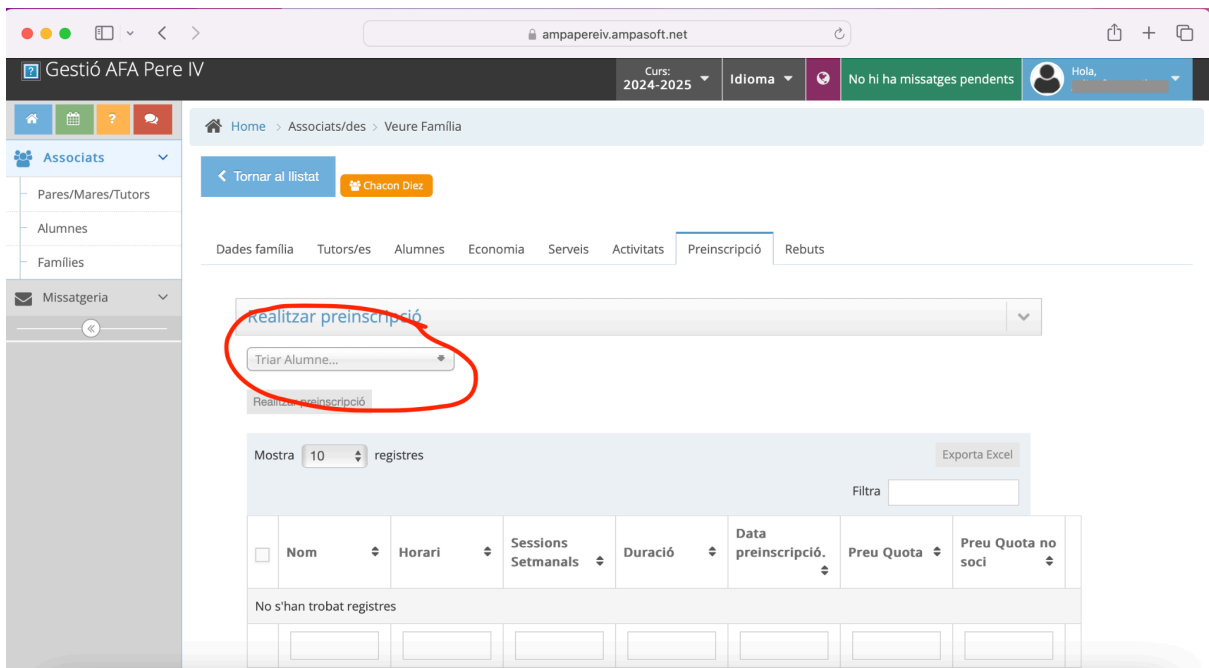 ampapereiv.ampasoft.net
Gestió AFA Pere IV
Curs:
2024-2025
Idioma
No hi ha missatges pendents
Hola,
Home > Associats/des > Veure Família
Associats
Pares/Mares/Tutors
Alumnes
Famílies
Missatgeria
Tornar al llistat
Chacon Diez
Dades família Tutors/es Alumnes Economia Serveis Activitats Preinscripció Rebuts
Realitzar preinscripció
Triar Alumne...
Realitzar preinscripció
Mostra 10 registres
Exporta Excel
Filtra
Nom Horari Sessions Setmanals Duració Data preinscripció. Preu Quota Preu Quota no soci
No s'han trobat registres